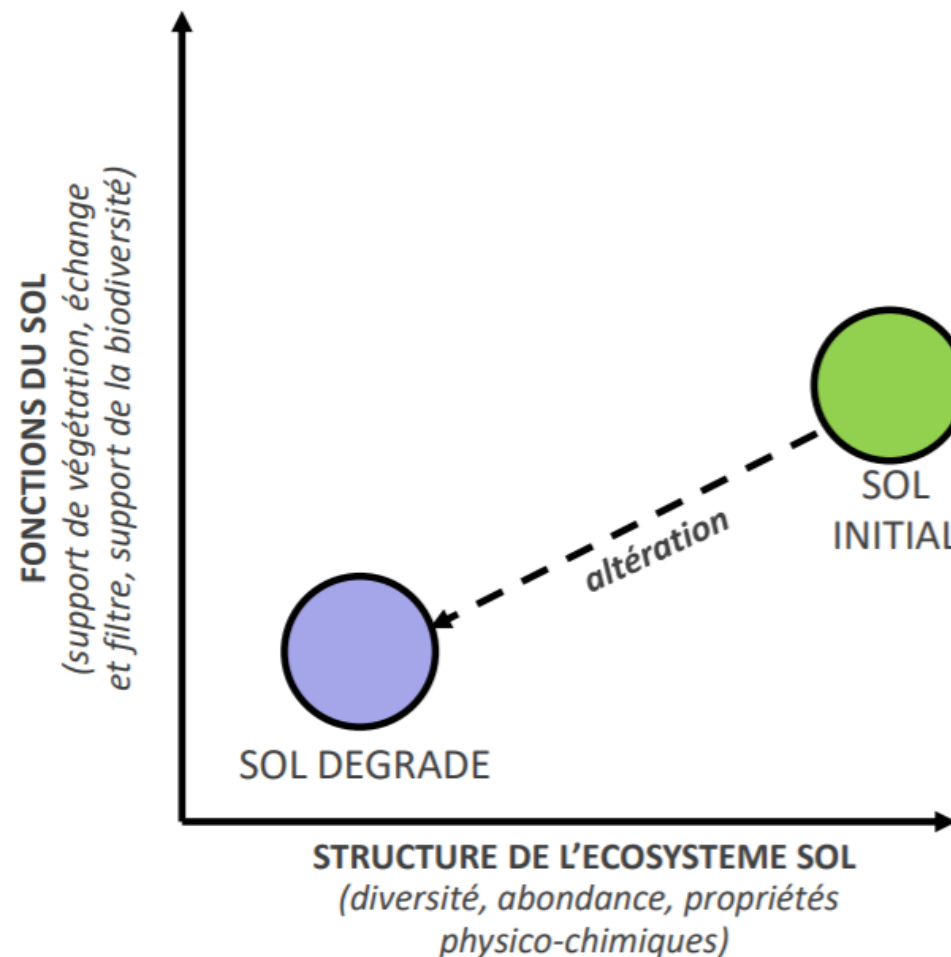 FONCTIONS DU SOL
(support de végétation, échange
et filtre, support de la biodiversité)
SOL
INITIAL
altération
SOL DEGRADE
STRUCTURE DE L'ECOSYSTEME SOL
(diversité, abondance, propriétés
physico-chimiques)